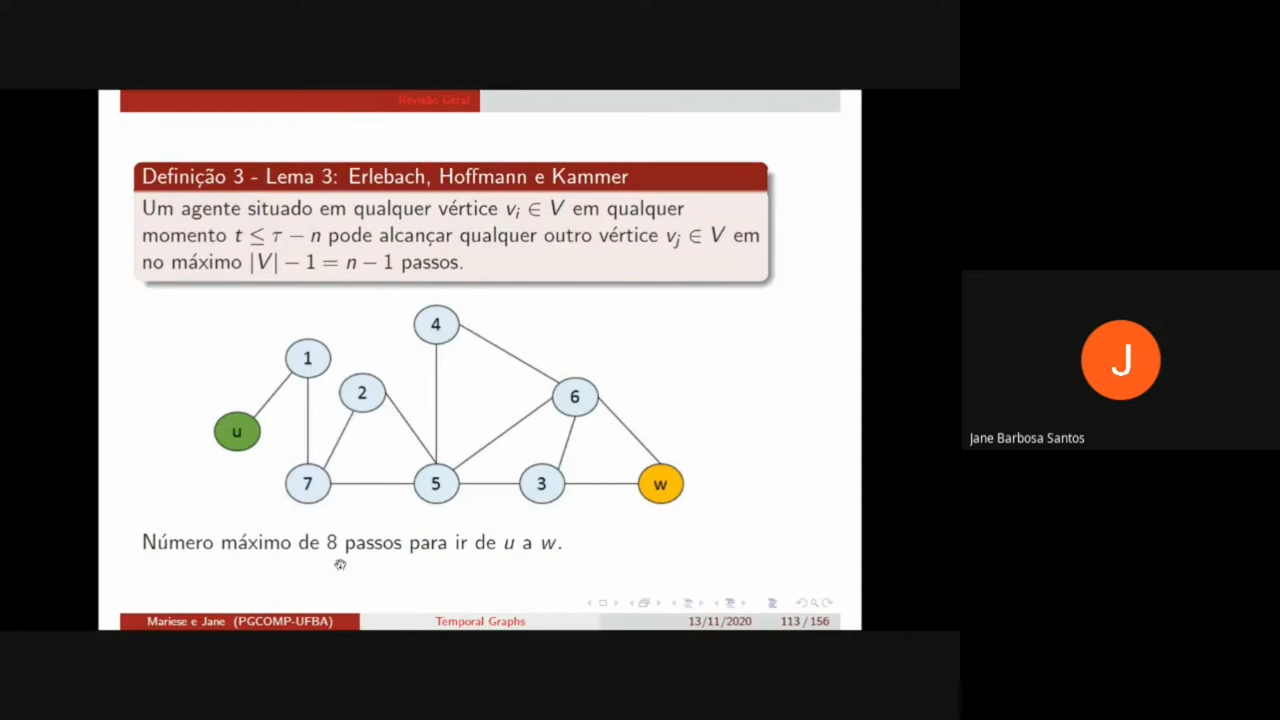 Revisão Geral
Definição 3 - Lema 3: Erlebach, Hoffmann e Kammer
Um agente situado em qualquer vértice vᵢ ∈ V em qualquer
momento t ≤ τ − n pode alcançar qualquer outro vértice vⱼ ∈ V em
no máximo |V| − 1 = n − 1 passos.
4
1
2
6
u
7
5
3
w
Número máximo de 8 passos para ir de u a w.
Mariese e Jane (PGCOMP-UFBA)
Temporal Graphs
13/11/2020
113 / 156
J
Jane Barbosa Santos